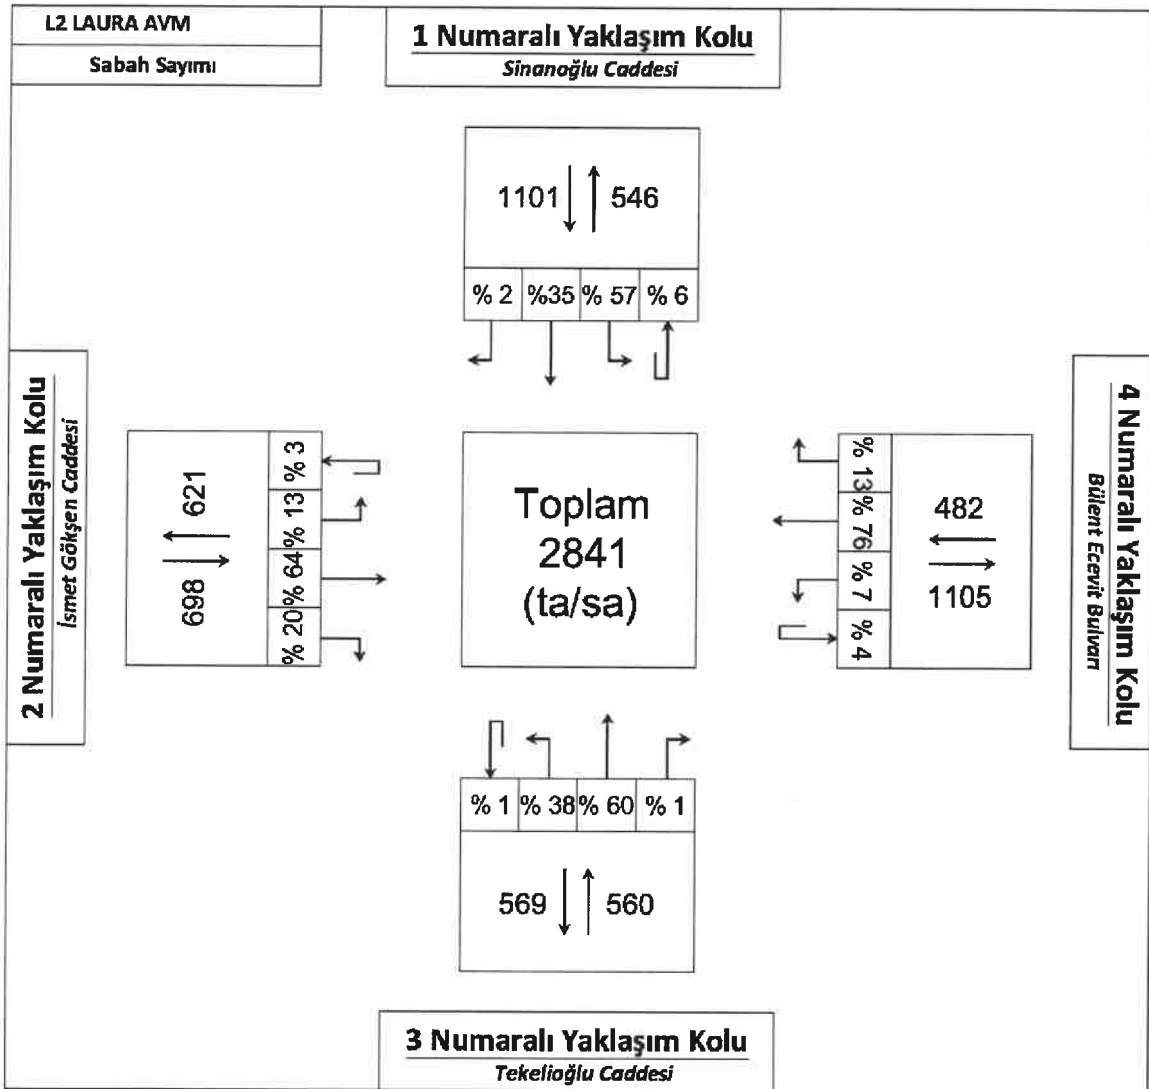 L2 LAURA AVM
Sabah Sayımı
1 Numaralı Yaklaşım Kolu
Sinanoğlu Caddesi
1101 546
% 2 %35 % 57 % 6
2 Numaralı Yaklaşım Kolu
İsmet Gökşen Caddesi
621
698
% 3
% 13
% 64
% 20
Toplam
2841
(ta/sa)
% 13
% 76
% 7
% 4
482
1105
4 Numaralı Yaklaşım Kolu
Bülent Ecevit Bulvarı
% 1 % 38 % 60 % 1
569 560
3 Numaralı Yaklaşım Kolu
Tekelioğlu Caddesi